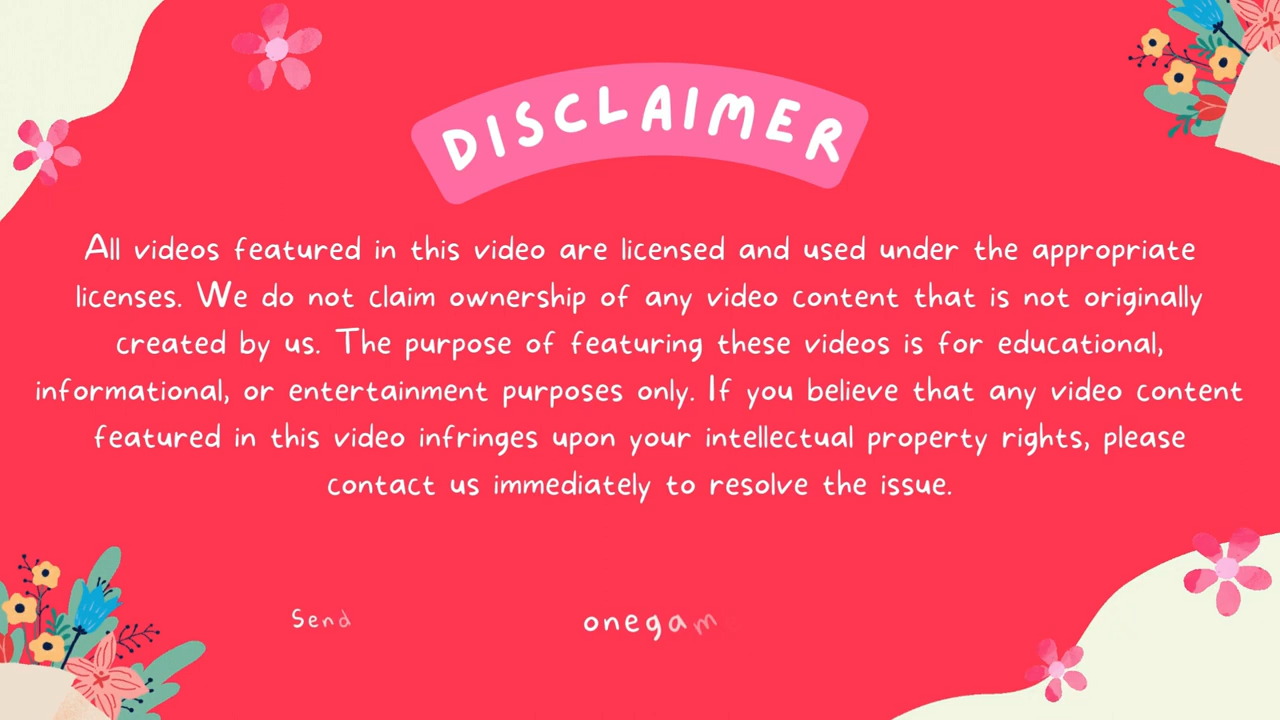 DISCLAIMER
All videos featured in this video are licensed and used under the appropriate
licenses. We do not claim ownership of any video content that is not originally
created by us. The purpose of featuring these videos is for educational,
informational, or entertainment purposes only. If you believe that any video content
featured in this video infringes upon your intellectual property rights, please
contact us immediately to resolve the issue.
Send onegam